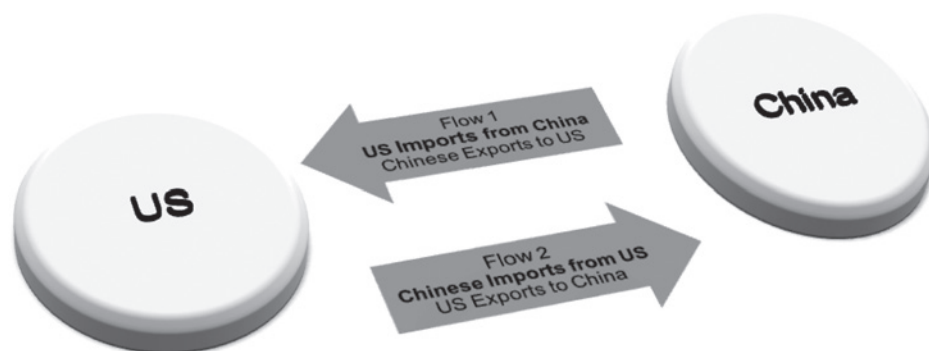 US
Flow 1
US Imports from China
Chinese Exports to US
China
Flow 2
Chinese Imports from US
US Exports to China